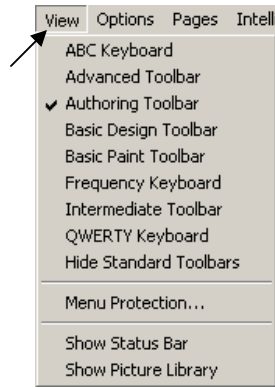 View Options Pages Intell
ABC Keyboard
Advanced Toolbar
Authoring Toolbar
Basic Design Toolbar
Basic Paint Toolbar
Frequency Keyboard
Intermediate Toolbar
QWERTY Keyboard
Hide Standard Toolbars
Menu Protection...
Show Status Bar
Show Picture Library